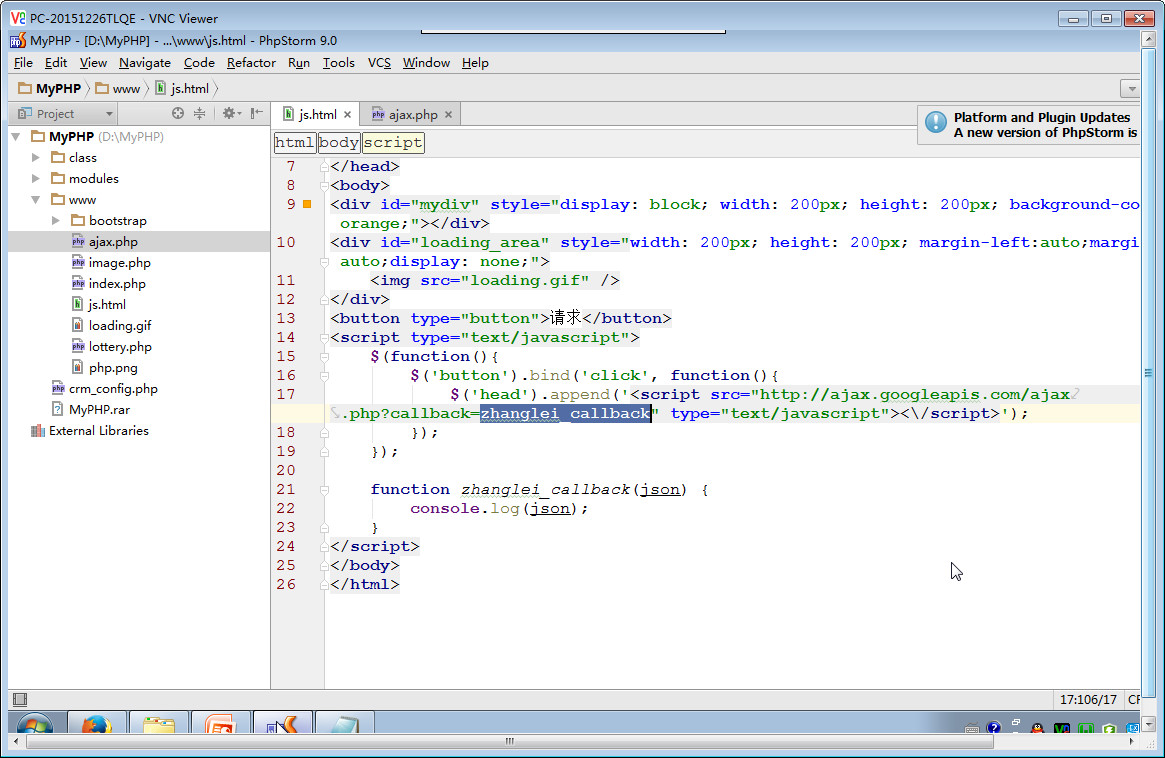 PC-20151226TLQE - VNC Viewer
MyPHP - [D:\MyPHP] - ...\www\js.html - PhpStorm 9.0
File Edit View Navigate Code Refactor Run Tools VCS Window Help
MyPHP www js.html
Project
js.html ajax.php
Platform and Plugin Updates
A new version of PhpStorm is
html body script
MyPHP (D:\MyPHP)
class
modules
www
bootstrap
ajax.php
image.php
index.php
js.html
loading.gif
lottery.php
php.png
crm_config.php
MyPHP.rar
External Libraries
7 </head>
8 <body>
9 <div id="mydiv" style="display: block; width: 200px; height: 200px; background-co
orange;"></div>
10 <div id="loading_area" style="width: 200px; height: 200px; margin-left:auto;margi
auto;display: none;">
11 <img src="loading.gif" />
12 </div>
13 <button type="button">请求</button>
14 <script type="text/javascript">
15 $(function(){
16 $('button').bind('click', function(){
17 $('head').append('<script src="http://ajax.googleapis.com/ajax
.php?callback=zhanglei_callback" type="text/javascript"><\/script>');
18 });
19 });
20
21 function zhanglei_callback(json) {
22 console.log(json);
23 }
24 </script>
25 </body>
26 </html>
17:106/17 CF